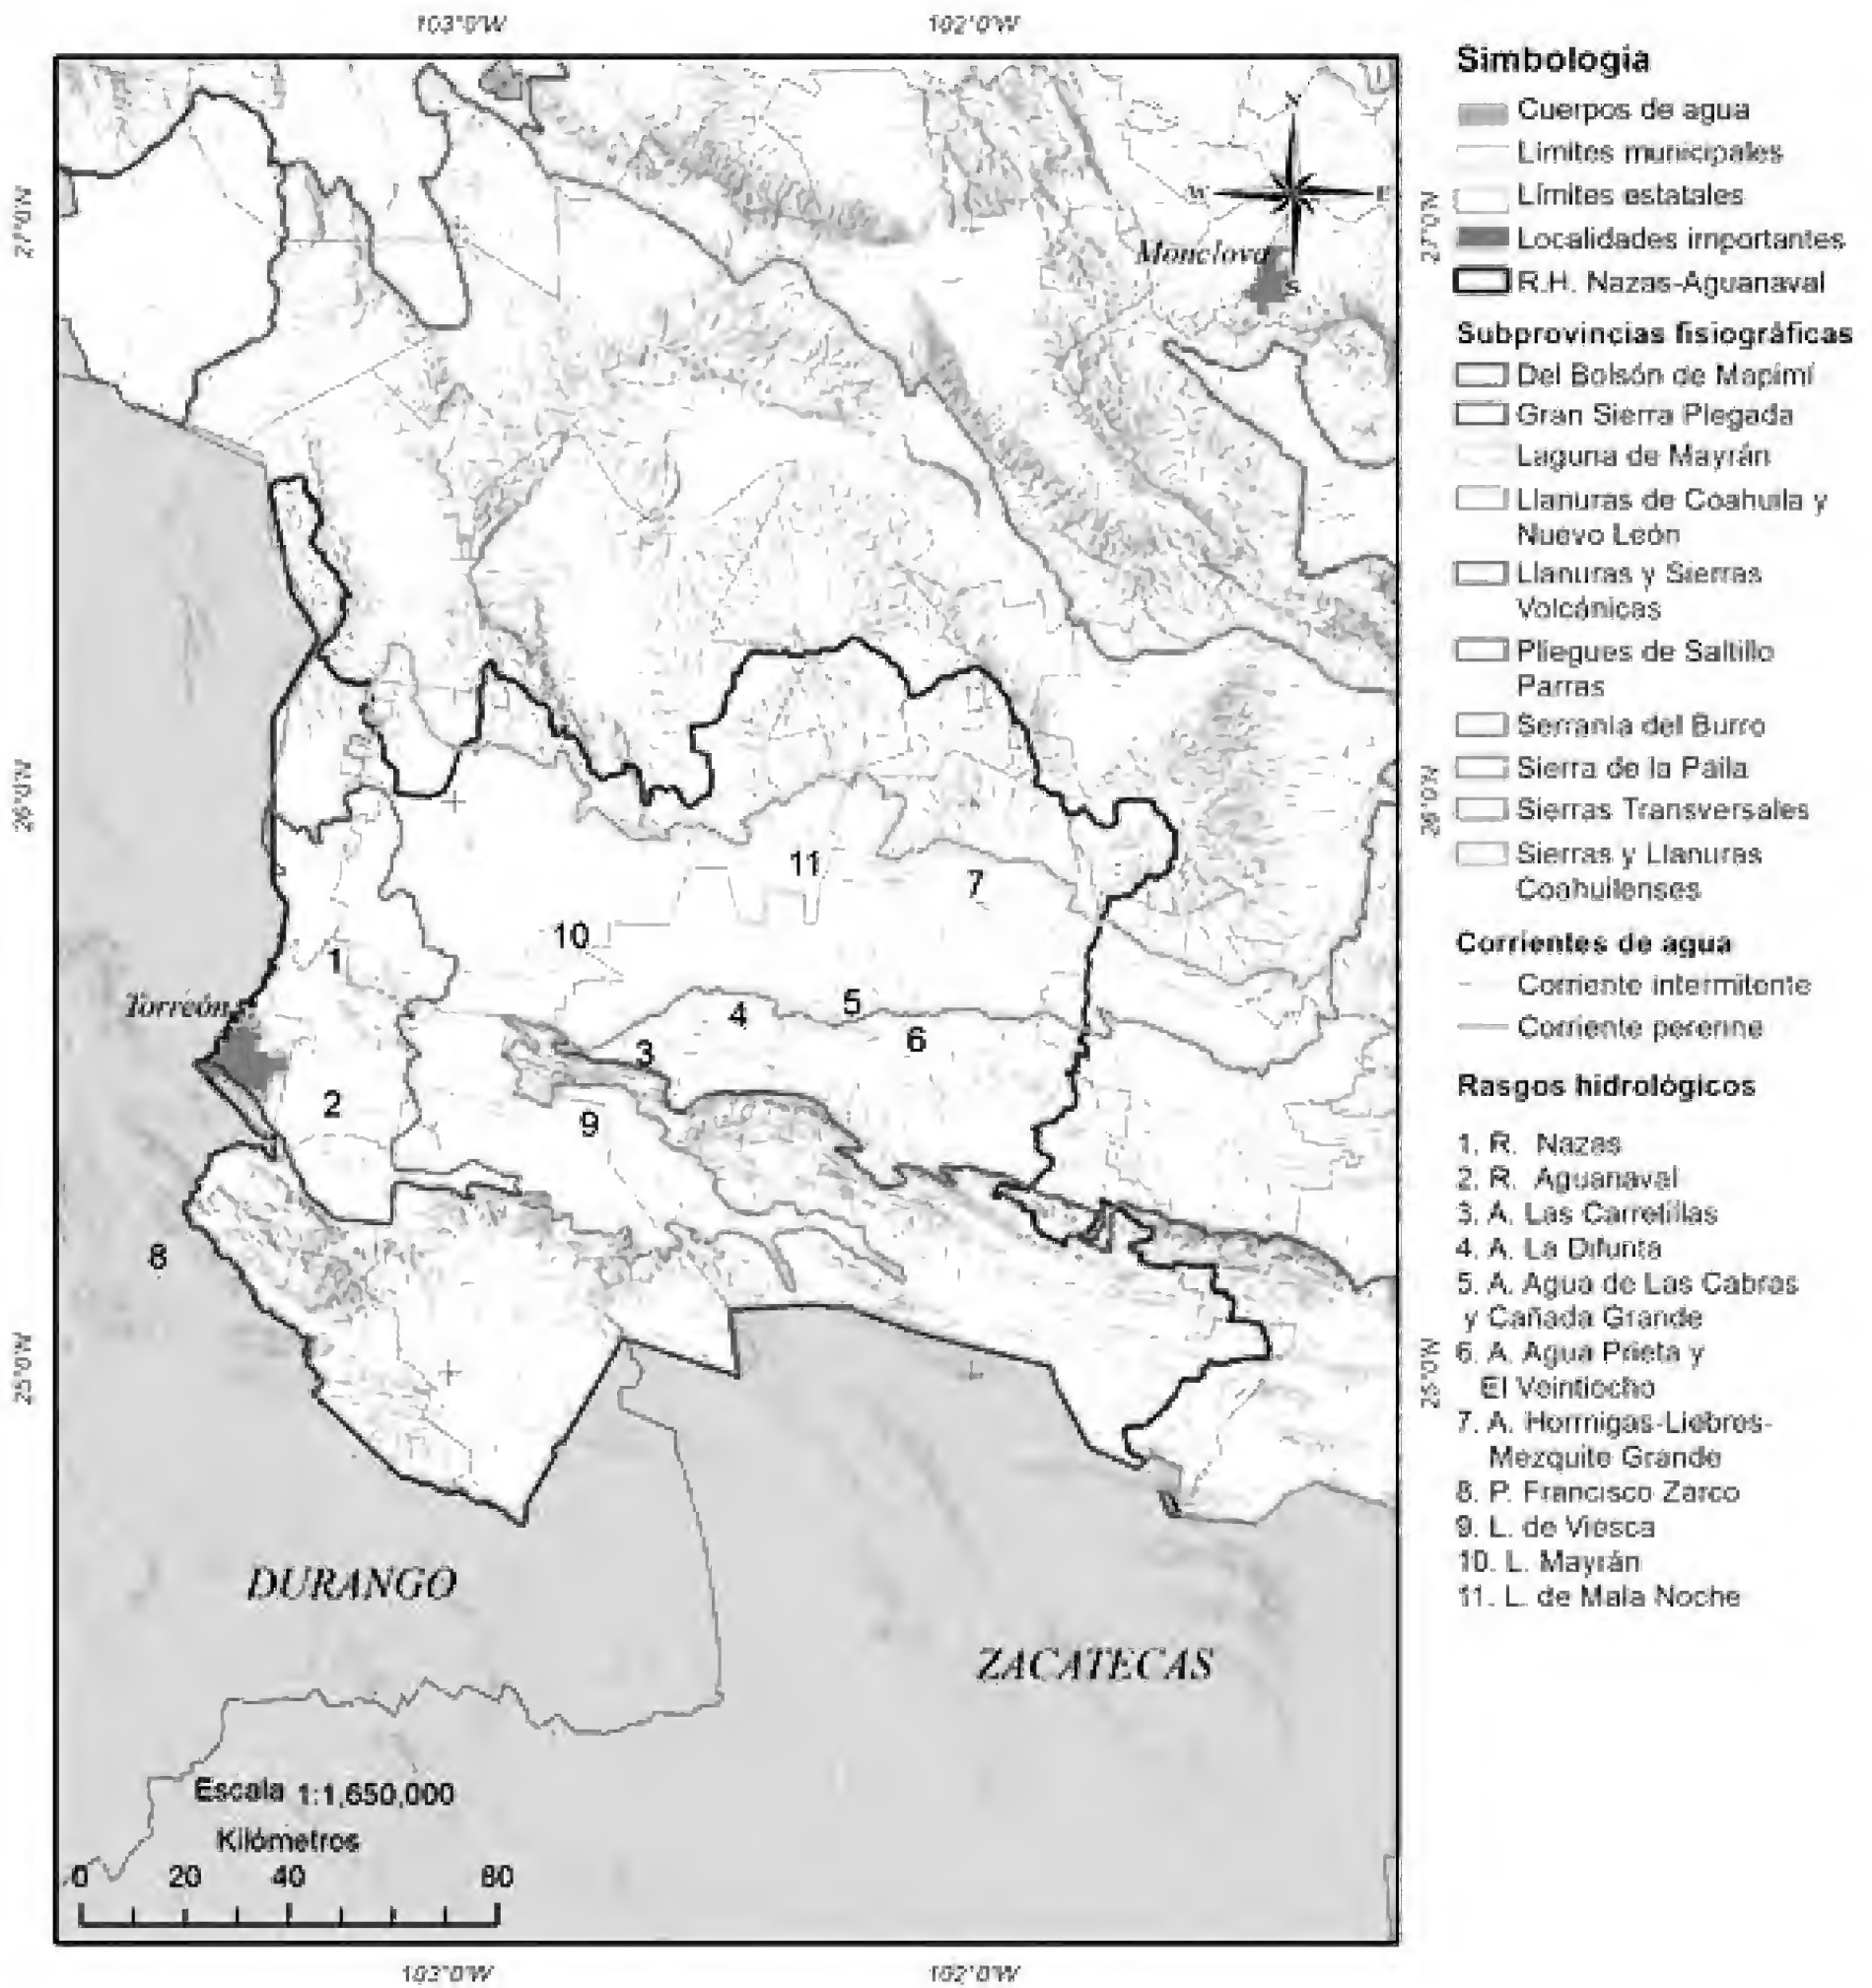 103°0'W 102°0'W
27°0'W
26°0'W
25°0'W
27°0'W
26°0'W
25°0'W
N
W E
S
Monclova
Torreón
11
7
10
1
5
4
6
3
2
9
8
DURANGO
ZACATECAS
Escala 1:1,650,000
Kilómetros
0 20 40 80
103°0'W 102°0'W
Simbología
Cuerpos de agua
Límites municipales
Límites estatales
Localidades importantes
R.H. Nazas-Aguanaval
Subprovincias fisiográficas
Del Bolsón de Mapimí
Gran Sierra Plegada
Laguna de Mayrán
Llanuras de Coahuila y
Nuevo León
Llanuras y Sierras
Volcánicas
Pliegues de Saltillo
Parras
Serranía del Burro
Sierra de la Paila
Sierras Transversales
Sierras y Llanuras
Coahuilenses
Corrientes de agua
Corriente intermitente
Corriente perenne
Rasgos hidrológicos
1. R. Nazas
2. R. Aguanaval
3. A. Las Carretillas
4. A. La Difunta
5. A. Agua de Las Cabras
y Cañada Grande
6. A. Agua Prieta y
El Veintiocho
7. A. Hormigas-Liebres-
Mezquite Grande
8. P. Francisco Zarco
9. L. de Viesca
10. L. Mayrán
11. L. de Mala Noche